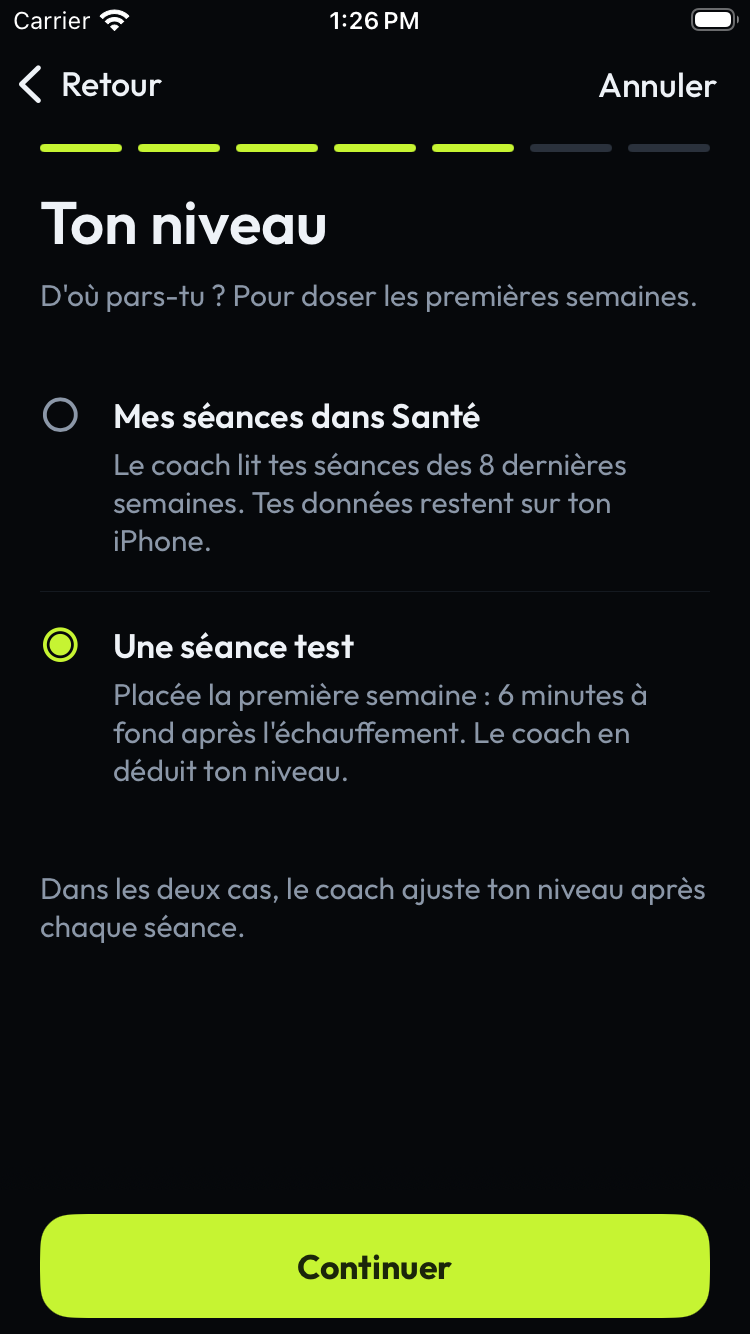 Carrier
1:26 PM
Retour
Annuler
Ton niveau
D'où pars-tu ? Pour doser les premières semaines.
Mes séances dans Santé
Le coach lit tes séances des 8 dernières
semaines. Tes données restent sur ton
iPhone.
Une séance test
Placée la première semaine : 6 minutes à
fond après l'échauffement. Le coach en
déduit ton niveau.
Dans les deux cas, le coach ajuste ton niveau après
chaque séance.
Continuer